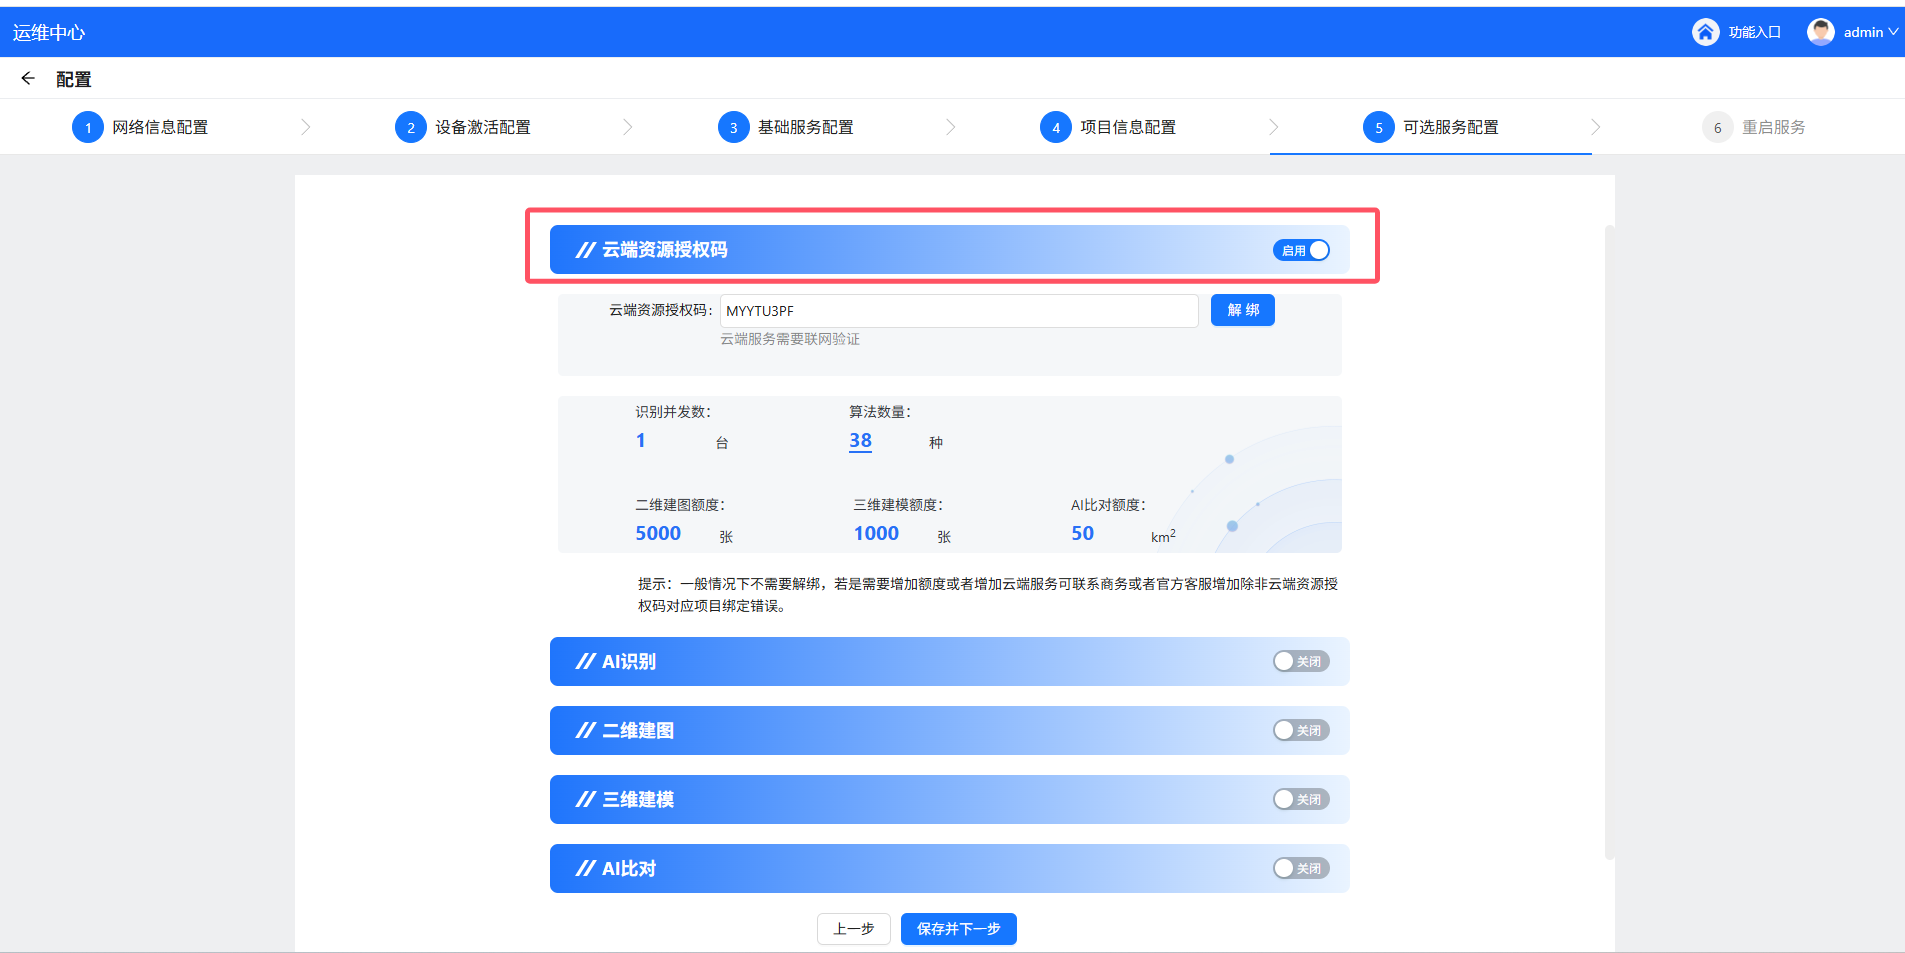 运维中心
功能入口
admin
配置
1 网络信息配置
2 设备激活配置
3 基础服务配置
4 项目信息配置
5 可选服务配置
6 重启服务
// 云端资源授权码
启用
云端资源授权码: MYYTU3PF
解 绑
云端服务需要联网验证
识别并发数:
算法数量:
1 台
38 种
二维建图额度:
三维建模额度:
AI比对额度:
5000 张
1000 张
50 km²
提示：一般情况下不需要解绑，若是需要增加额度或者增加云端服务可联系商务或者官方客服增加除非云端资源授
权码对应项目绑定错误。
// AI识别
关闭
// 二维建图
关闭
// 三维建模
关闭
// AI比对
关闭
上一步
保存并下一步